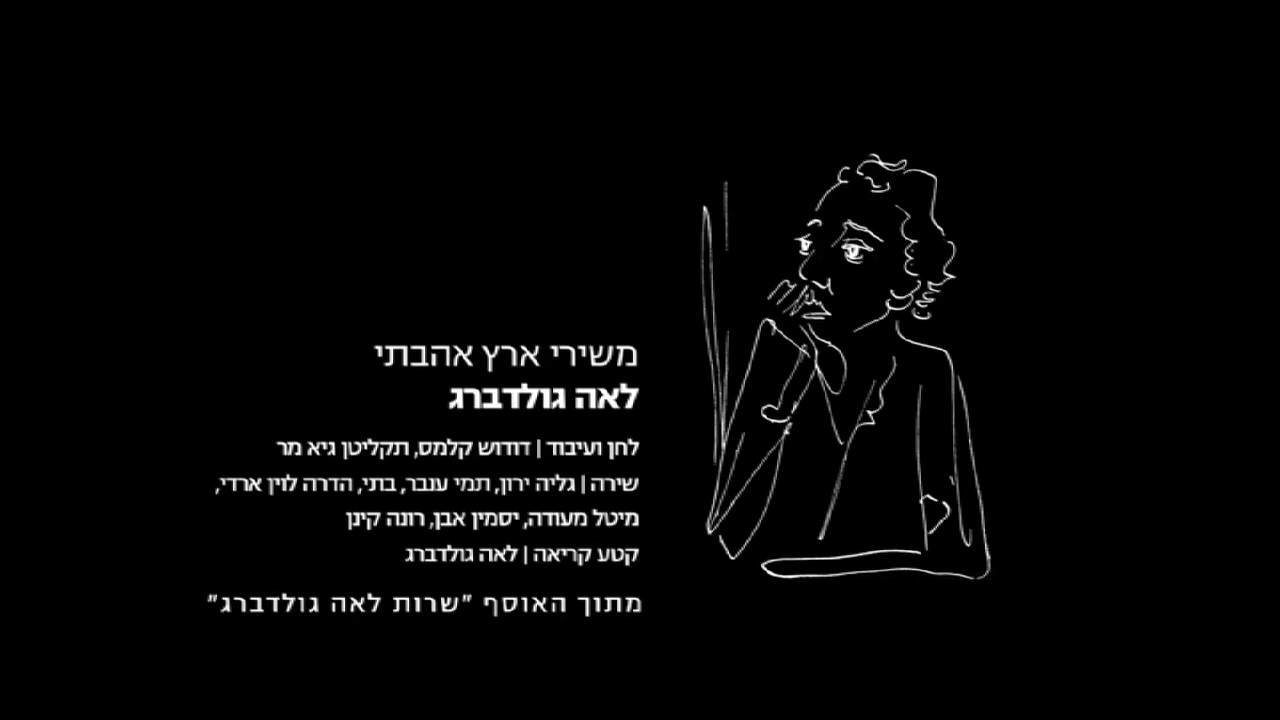 משירי ארץ אהבתי
לאה גולדברג
לחן ועיבוד | דודוש קלמס, תקליטן גיא מר
שירה | גליה ירון, תמי ענבר, בתי, הדרה לוין ארדי,
מיטל מעודה, יסמין אבן, רונה קינן
קטע קריאה | לאה גולדברג
מתוך האוסף "שרות לאה גולדברג"